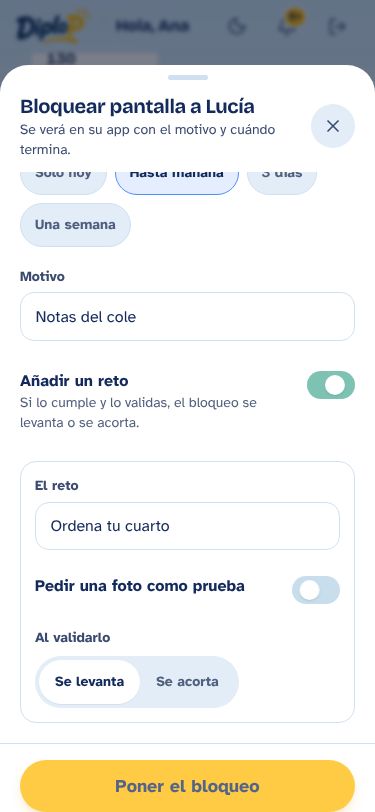 DiploP
Hola, Ana
130
Bloquear pantalla a Lucía
Se verá en su app con el motivo y cuándo
termina.
Solo hoy
Hasta mañana
3 días
Una semana
Motivo
Notas del cole
Añadir un reto
Si lo cumple y lo validas, el bloqueo se
levanta o se acorta.
El reto
Ordena tu cuarto
Pedir una foto como prueba
Al validarlo
Se levanta
Se acorta
Poner el bloqueo